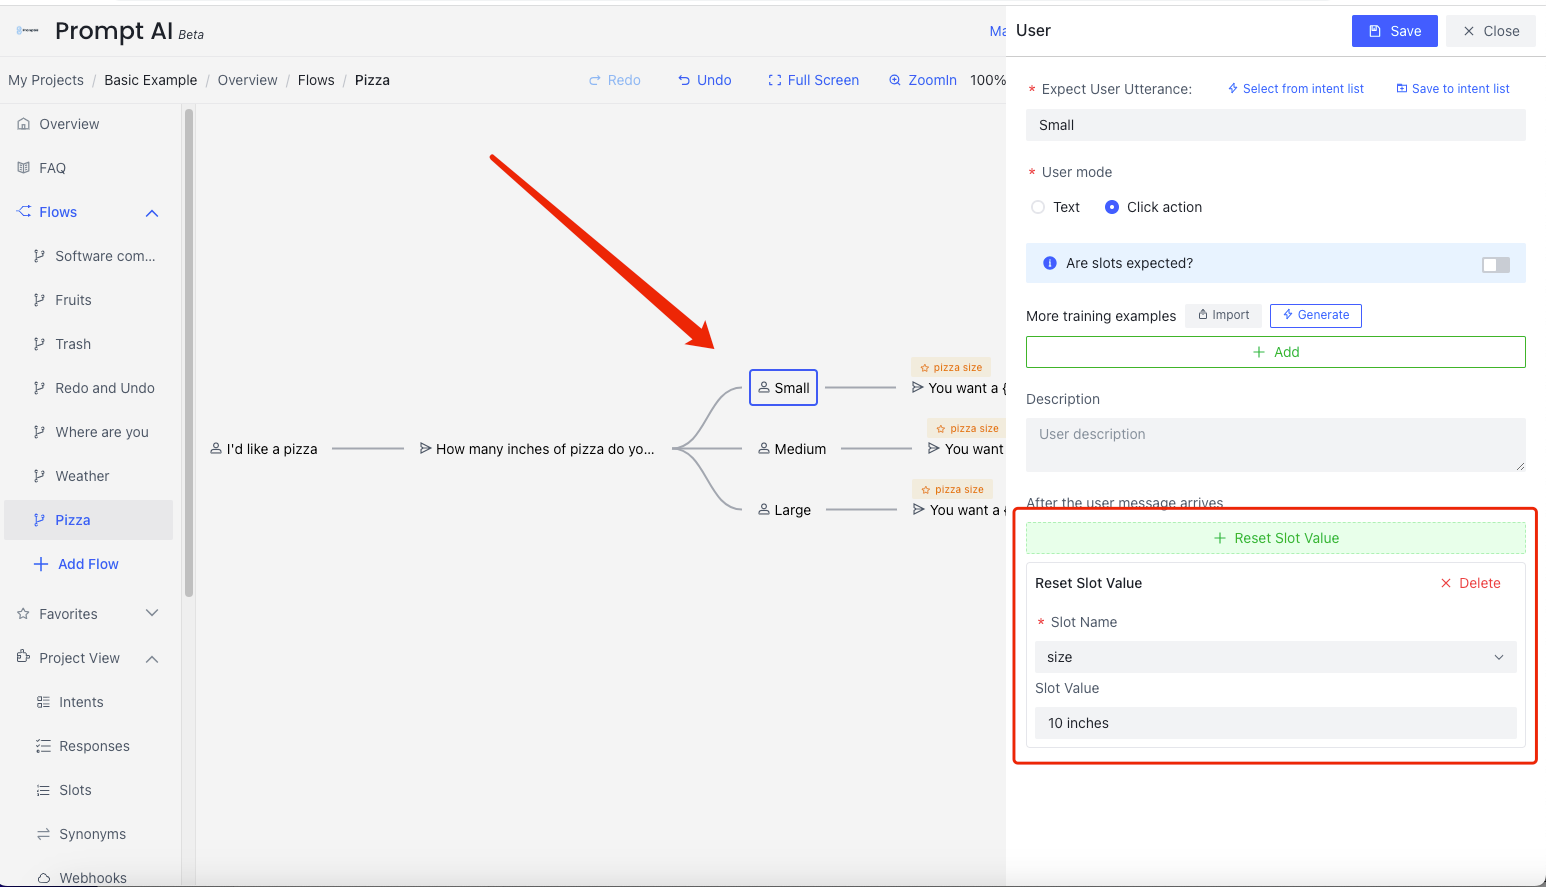 Prompt AI Beta
Ma
My Projects / Basic Example / Overview / Flows / Pizza
Redo
Undo
Full Screen
ZoomIn
100%
Overview
FAQ
Flows
Software com...
Fruits
Trash
Redo and Undo
Where are you
Weather
Pizza
Add Flow
Favorites
Project View
Intents
Responses
Slots
Synonyms
Webhooks
I'd like a pizza
How many inches of pizza do yo...
Small
pizza size
You want a {
Medium
pizza size
You want
Large
pizza size
You want a {
User
Save
Close
* Expect User Utterance:
Select from intent list
Save to intent list
Small
* User mode
Text
Click action
Are slots expected?
More training examples
Import
Generate
Add
Description
User description
After the user message arrives
Reset Slot Value
Reset Slot Value
Delete
* Slot Name
size
Slot Value
10 inches